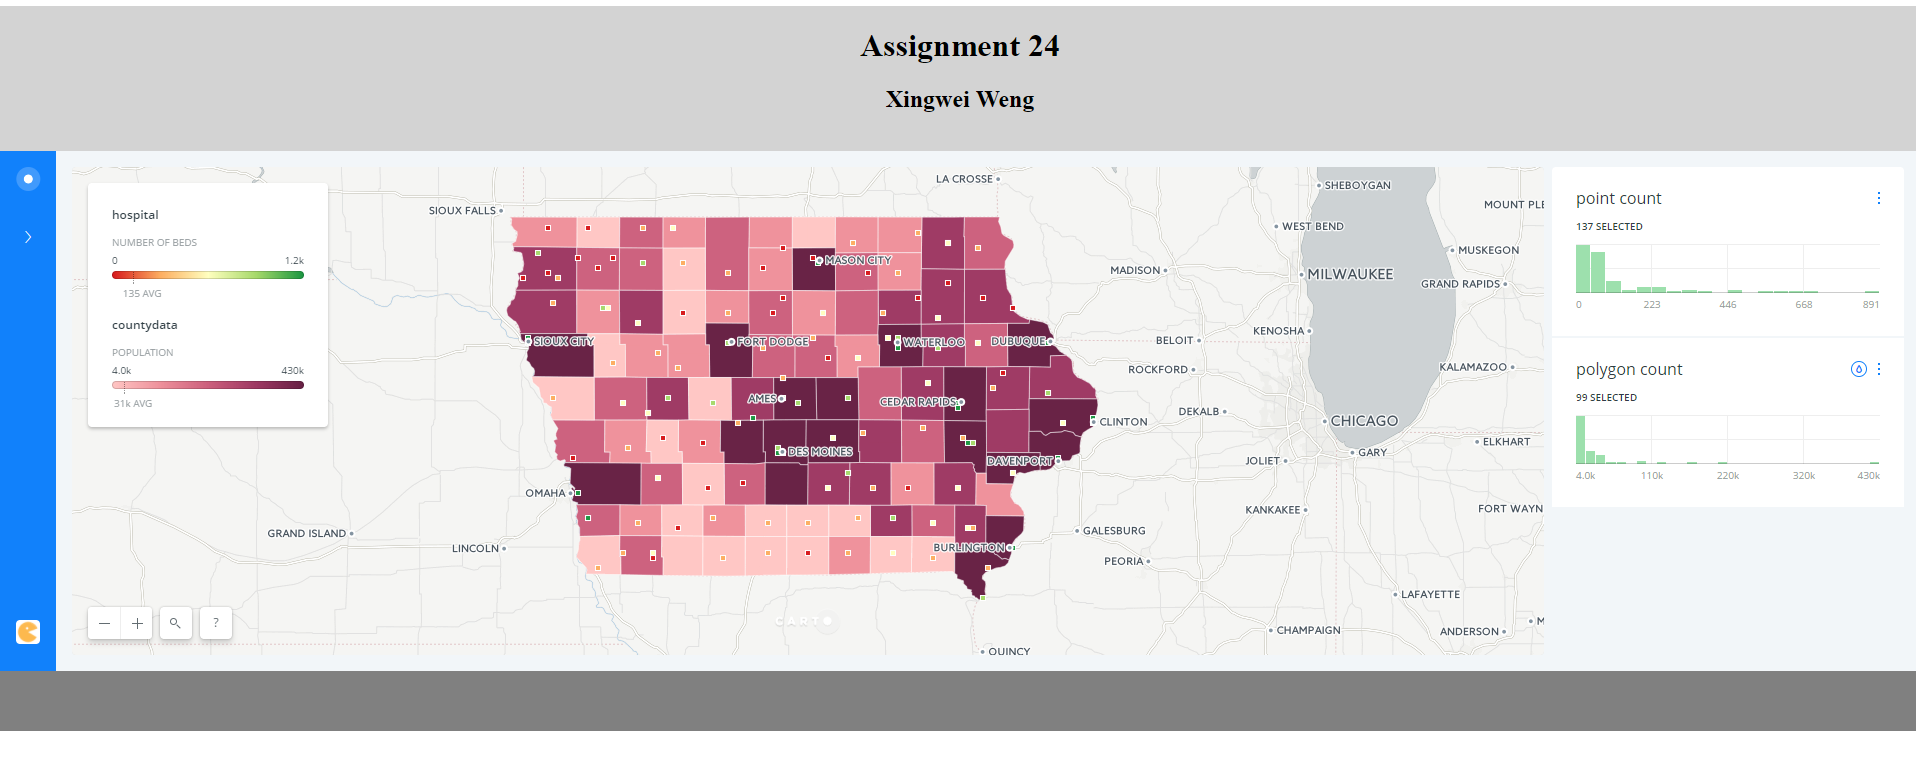 Assignment 24
Xingwei Weng
hospital
NUMBER OF BEDS
0 1.2k
135 AVG
countydata
POPULATION
4.0k 430k
31k AVG
LA CROSSE
SIOUX FALLS
SHEBOYGAN
MOUNT PLE
WEST BEND
MUSKEGON
MASON CITY
MADISON
MILWAUKEE
GRAND RAPIDS
KENOSHA
SIOUX CITY
FORT DODGE
WATERLOO
DUBUQUE
BELOIT
ROCKFORD
KALAMAZOO
AMES
CEDAR RAPIDS
DEKALB
CLINTON
CHICAGO
ELKHART
DES MOINES
DAVENPORT
JOLIET
GARY
OMAHA
KANKAKEE
FORT WAYN
GRAND ISLAND
GALESBURG
LINCOLN
BURLINGTON
PEORIA
LAFAYETTE
CARTO
CHAMPAIGN
ANDERSON
M
QUINCY
?
point count
137 SELECTED
0 223 446 668 891
polygon count
99 SELECTED
4.0k 110k 220k 320k 430k